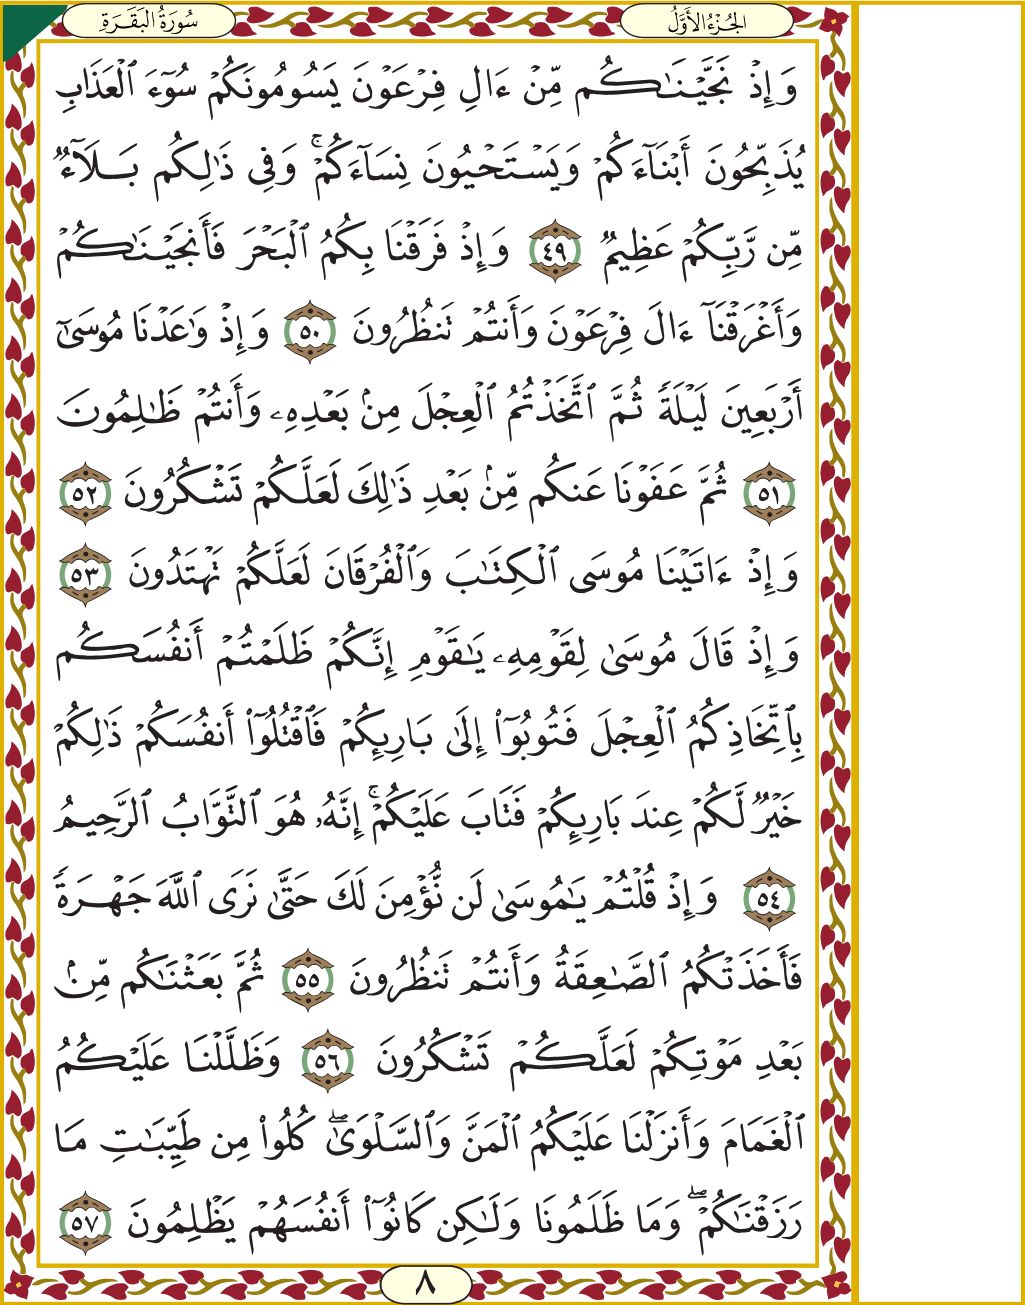 الجُزْءُ الأَوَّلُ
سُورَةُ البَقَرَةِ
وَإِذْ نَجَّيْنَٰكُم مِّنْ ءَالِ فِرْعَوْنَ يَسُومُونَكُمْ سُوٓءَ ٱلْعَذَابِ
يُذَبِّحُونَ أَبْنَآءَكُمْ وَيَسْتَحْيُونَ نِسَآءَكُمْ ۚ وَفِى ذَٰلِكُم بَلَآءٌ
مِّن رَّبِّكُمْ عَظِيمٌ ٤٩ وَإِذْ فَرَقْنَا بِكُمُ ٱلْبَحْرَ فَأَنجَيْنَٰكُمْ
وَأَغْرَقْنَآ ءَالَ فِرْعَوْنَ وَأَنتُمْ تَنظُرُونَ ٥٠ وَإِذْ وَٰعَدْنَا مُوسَىٰٓ
أَرْبَعِينَ لَيْلَةً ثُمَّ ٱتَّخَذْتُمُ ٱلْعِجْلَ مِنۢ بَعْدِهِۦ وَأَنتُمْ ظَٰلِمُونَ
٥١ ثُمَّ عَفَوْنَا عَنكُم مِّنۢ بَعْدِ ذَٰلِكَ لَعَلَّكُمْ تَشْكُرُونَ ٥٢
وَإِذْ ءَاتَيْنَا مُوسَى ٱلْكِتَٰبَ وَٱلْفُرْقَانَ لَعَلَّكُمْ تَهْتَدُونَ ٥٣
وَإِذْ قَالَ مُوسَىٰ لِقَوْمِهِۦ يَٰقَوْمِ إِنَّكُمْ ظَلَمْتُمْ أَنفُسَكُم
بِٱتِّخَاذِكُمُ ٱلْعِجْلَ فَتُوبُوٓا۟ إِلَىٰ بَارِئِكُمْ فَٱقْتُلُوٓا۟ أَنفُسَكُمْ ذَٰلِكُمْ
خَيْرٌ لَّكُمْ عِندَ بَارِئِكُمْ فَتَابَ عَلَيْكُمْ ۚ إِنَّهُۥ هُوَ ٱلتَّوَّابُ ٱلرَّحِيمُ
٥٤ وَإِذْ قُلْتُمْ يَٰمُوسَىٰ لَن نُّؤْمِنَ لَكَ حَتَّىٰ نَرَى ٱللَّهَ جَهْرَةً
فَأَخَذَتْكُمُ ٱلصَّٰعِقَةُ وَأَنتُمْ تَنظُرُونَ ٥٥ ثُمَّ بَعَثْنَٰكُم مِّنۢ
بَعْدِ مَوْتِكُمْ لَعَلَّكُمْ تَشْكُرُونَ ٥٦ وَظَلَّلْنَا عَلَيْكُمُ
ٱلْغَمَامَ وَأَنزَلْنَا عَلَيْكُمُ ٱلْمَنَّ وَٱلسَّلْوَىٰ ۖ كُلُوا۟ مِن طَيِّبَٰتِ مَا
رَزَقْنَٰكُمْ ۖ وَمَا ظَلَمُونَا وَلَٰكِن كَانُوٓا۟ أَنفُسَهُمْ يَظْلِمُونَ ٥٧
٨